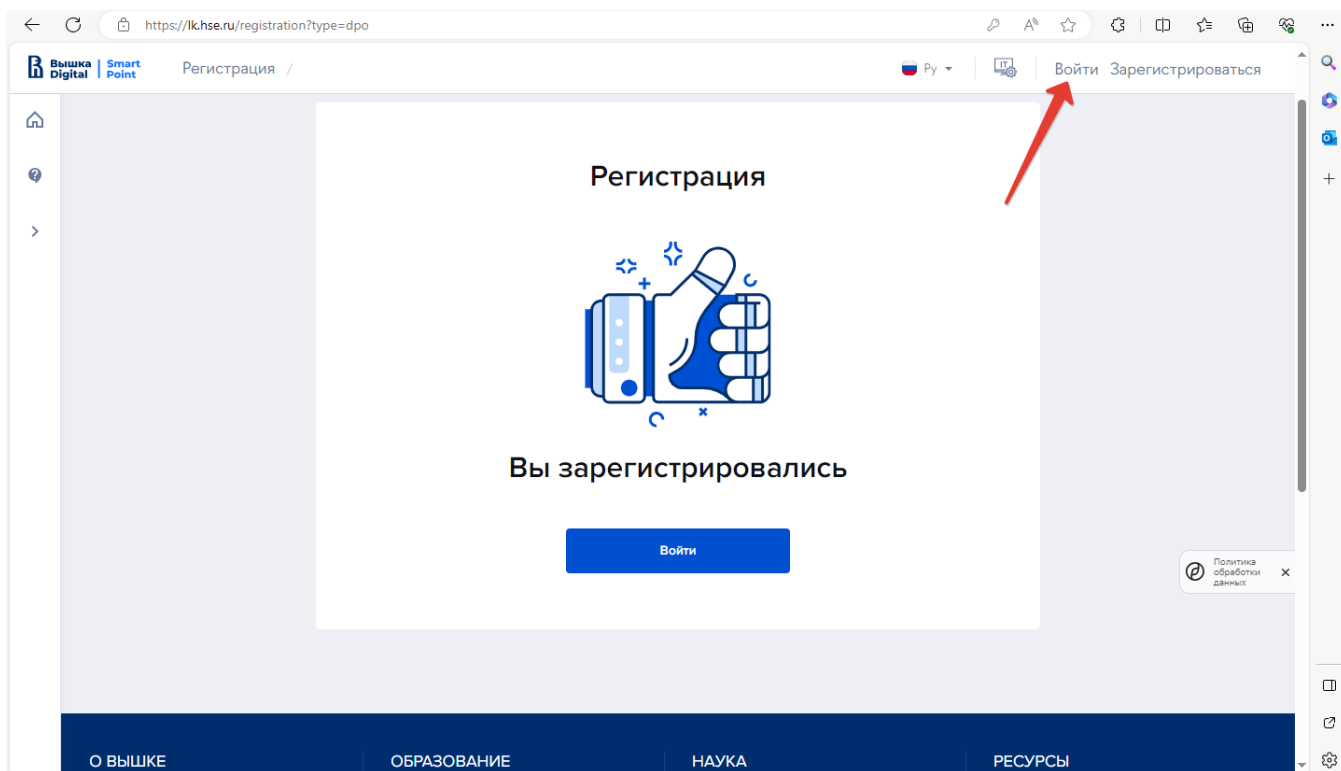 https://lk.hse.ru/registration?type=dpo
Вышка Digital | Smart Point
Регистрация /
Ру
IT
Войти Зарегистрироваться
Регистрация
Вы зарегистрировались
Войти
Политика
обработки
данных
О ВЫШКЕ ОБРАЗОВАНИЕ НАУКА РЕСУРСЫ